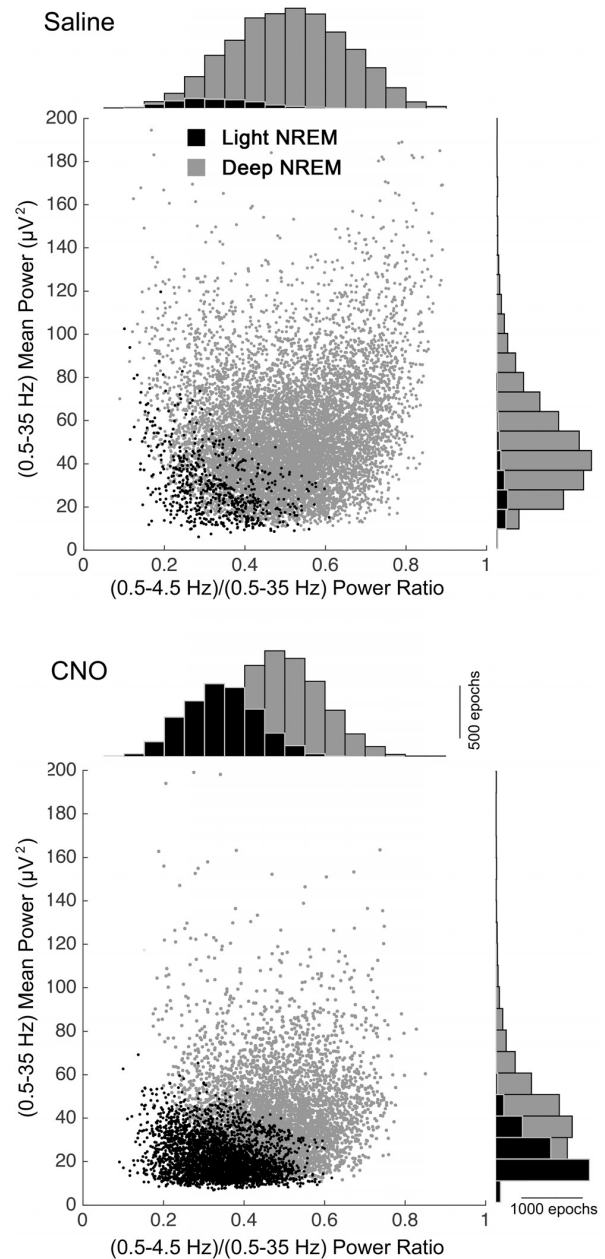 Saline
200
Light NREM
180
Deep NREM
160
140
120
100
80
60
40
20
0
(0.5-35 Hz) Mean Power (µV²)
0 0.2 0.4 0.6 0.8 1
(0.5-4.5 Hz)/(0.5-35 Hz) Power Ratio
CNO
500 epochs
200
180
160
140
120
100
80
60
40
20
0
(0.5-35 Hz) Mean Power (µV²)
1000 epochs
0 0.2 0.4 0.6 0.8 1
(0.5-4.5 Hz)/(0.5-35 Hz) Power Ratio